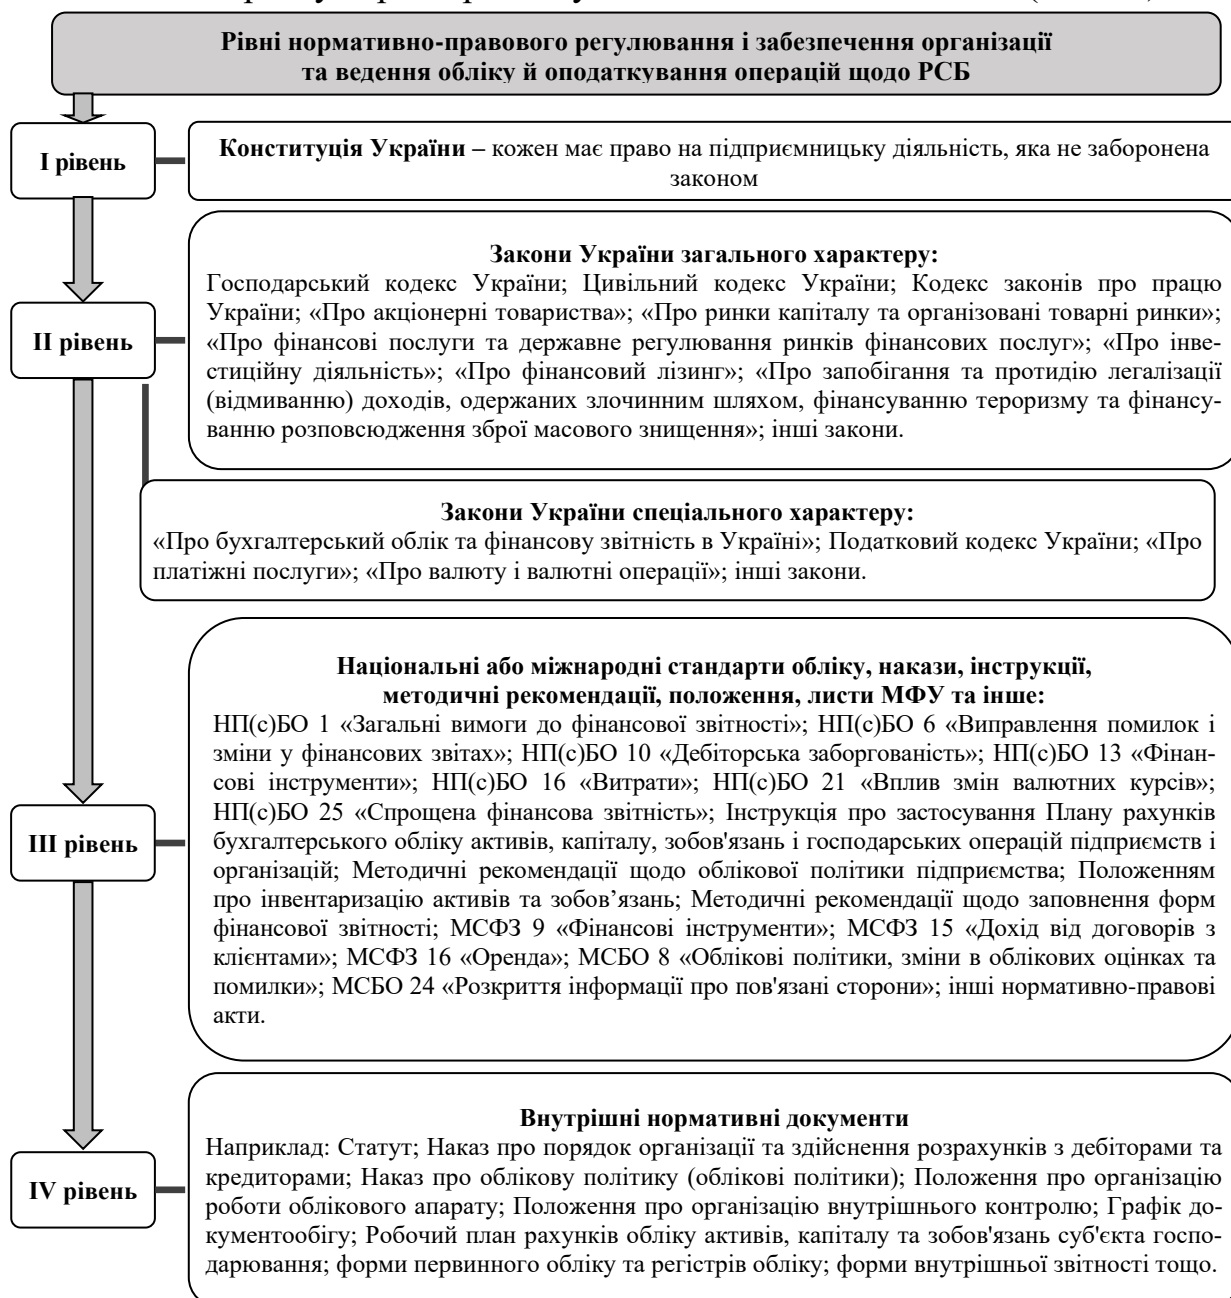 Рівні нормативно-правового регулювання і забезпечення організації
та ведення обліку й оподаткування операцій щодо РСБ
І рівень
Конституція України – кожен має право на підприємницьку діяльність, яка не заборонена
законом
Закони України загального характеру:
Господарський кодекс України; Цивільний кодекс України; Кодекс законів про працю
України; «Про акціонерні товариства»; «Про ринки капіталу та організовані товарні ринки»;
«Про фінансові послуги та державне регулювання ринків фінансових послуг»; «Про інве-
стиційну діяльність»; «Про фінансовий лізинг»; «Про запобігання та протидію легалізації
(відмиванню) доходів, одержаних злочинним шляхом, фінансуванню тероризму та фінансу-
ванню розповсюдження зброї масового знищення»; інші закони.
ІІ рівень
Закони України спеціального характеру:
«Про бухгалтерський облік та фінансову звітність в Україні»; Податковий кодекс України; «Про
платіжні послуги»; «Про валюту і валютні операції»; інші закони.
Національні або міжнародні стандарти обліку, накази, інструкції,
методичні рекомендації, положення, листи МФУ та інше:
НП(с)БО 1 «Загальні вимоги до фінансової звітності»; НП(с)БО 6 «Виправлення помилок і
зміни у фінансових звітах»; НП(с)БО 10 «Дебіторська заборгованість»; НП(с)БО 13 «Фінан-
сові інструменти»; НП(с)БО 16 «Витрати»; НП(с)БО 21 «Вплив змін валютних курсів»;
НП(с)БО 25 «Спрощена фінансова звітність»; Інструкція про застосування Плану рахунків
бухгалтерського обліку активів, капіталу, зобов'язань і господарських операцій підприємств і
організацій; Методичні рекомендації щодо облікової політики підприємства; Положенням
про інвентаризацію активів та зобов’язань; Методичні рекомендації щодо заповнення форм
фінансової звітності; МСФЗ 9 «Фінансові інструменти»; МСФЗ 15 «Дохід від договорів з
клієнтами»; МСФЗ 16 «Оренда»; МСБО 8 «Облікові політики, зміни в облікових оцінках та
помилки»; МСБО 24 «Розкриття інформації про пов'язані сторони»; інші нормативно-правові
акти.
ІІІ рівень
Внутрішні нормативні документи
Наприклад: Статут; Наказ про порядок організації та здійснення розрахунків з дебіторами та
кредиторами; Наказ про облікову політику (облікові політики); Положення про організацію
роботи облікового апарату; Положення про організацію внутрішнього контролю; Графік до-
кументообігу; Робочий план рахунків обліку активів, капіталу та зобов'язань суб'єкта госпо-
дарювання; форми первинного обліку та регістрів обліку; форми внутрішньої звітності тощо.
IV рівень